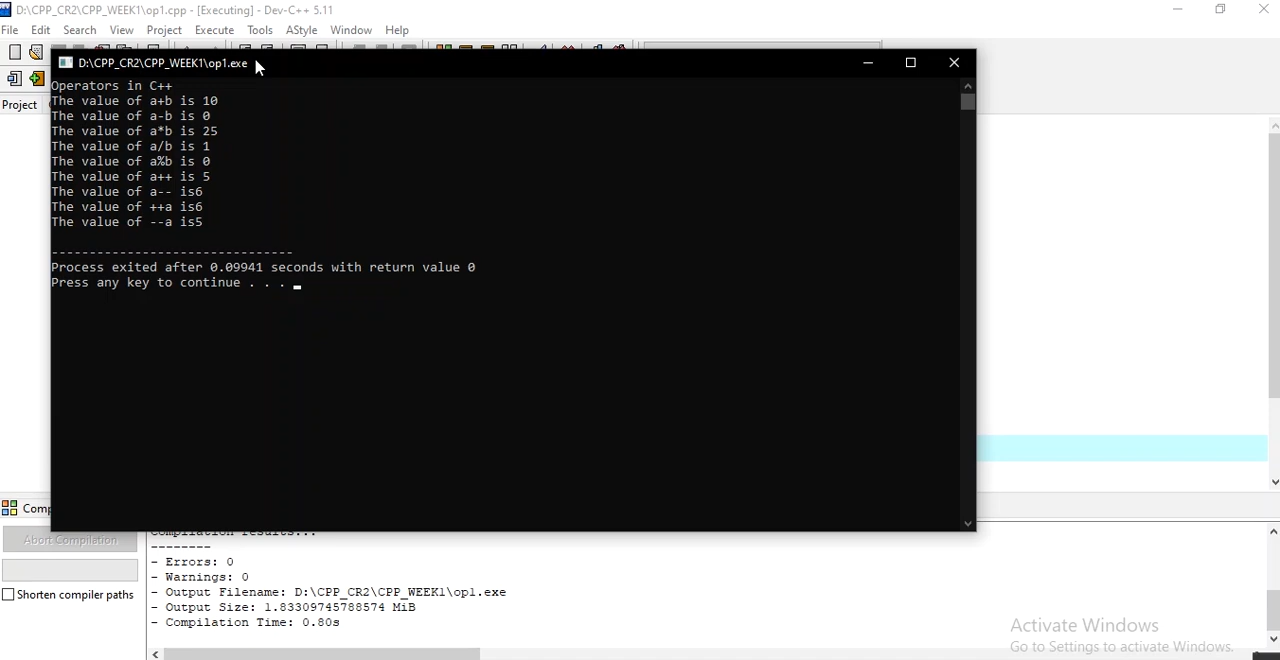 D:\CPP_CR2\CPP_WEEK1\op1.cpp - [Executing] - Dev-C++ 5.11
File Edit Search View Project Execute Tools AStyle Window Help
D:\CPP_CR2\CPP_WEEK1\op1.exe
Project
Operators in C++
The value of a+b is 10
The value of a-b is 0
The value of a*b is 25
The value of a/b is 1
The value of a%b is 0
The value of a++ is 5
The value of a-- is6
The value of ++a is6
The value of --a is5
--------------------------------
Process exited after 0.09941 seconds with return value 0
Press any key to continue . . .
Comp
Abort Compilation
Shorten compiler paths
Compilation results...
--------
- Errors: 0
- Warnings: 0
- Output Filename: D:\CPP_CR2\CPP_WEEK1\op1.exe
- Output Size: 1.83309745788574 MiB
- Compilation Time: 0.80s
Activate Windows
Go to Settings to activate Windows.